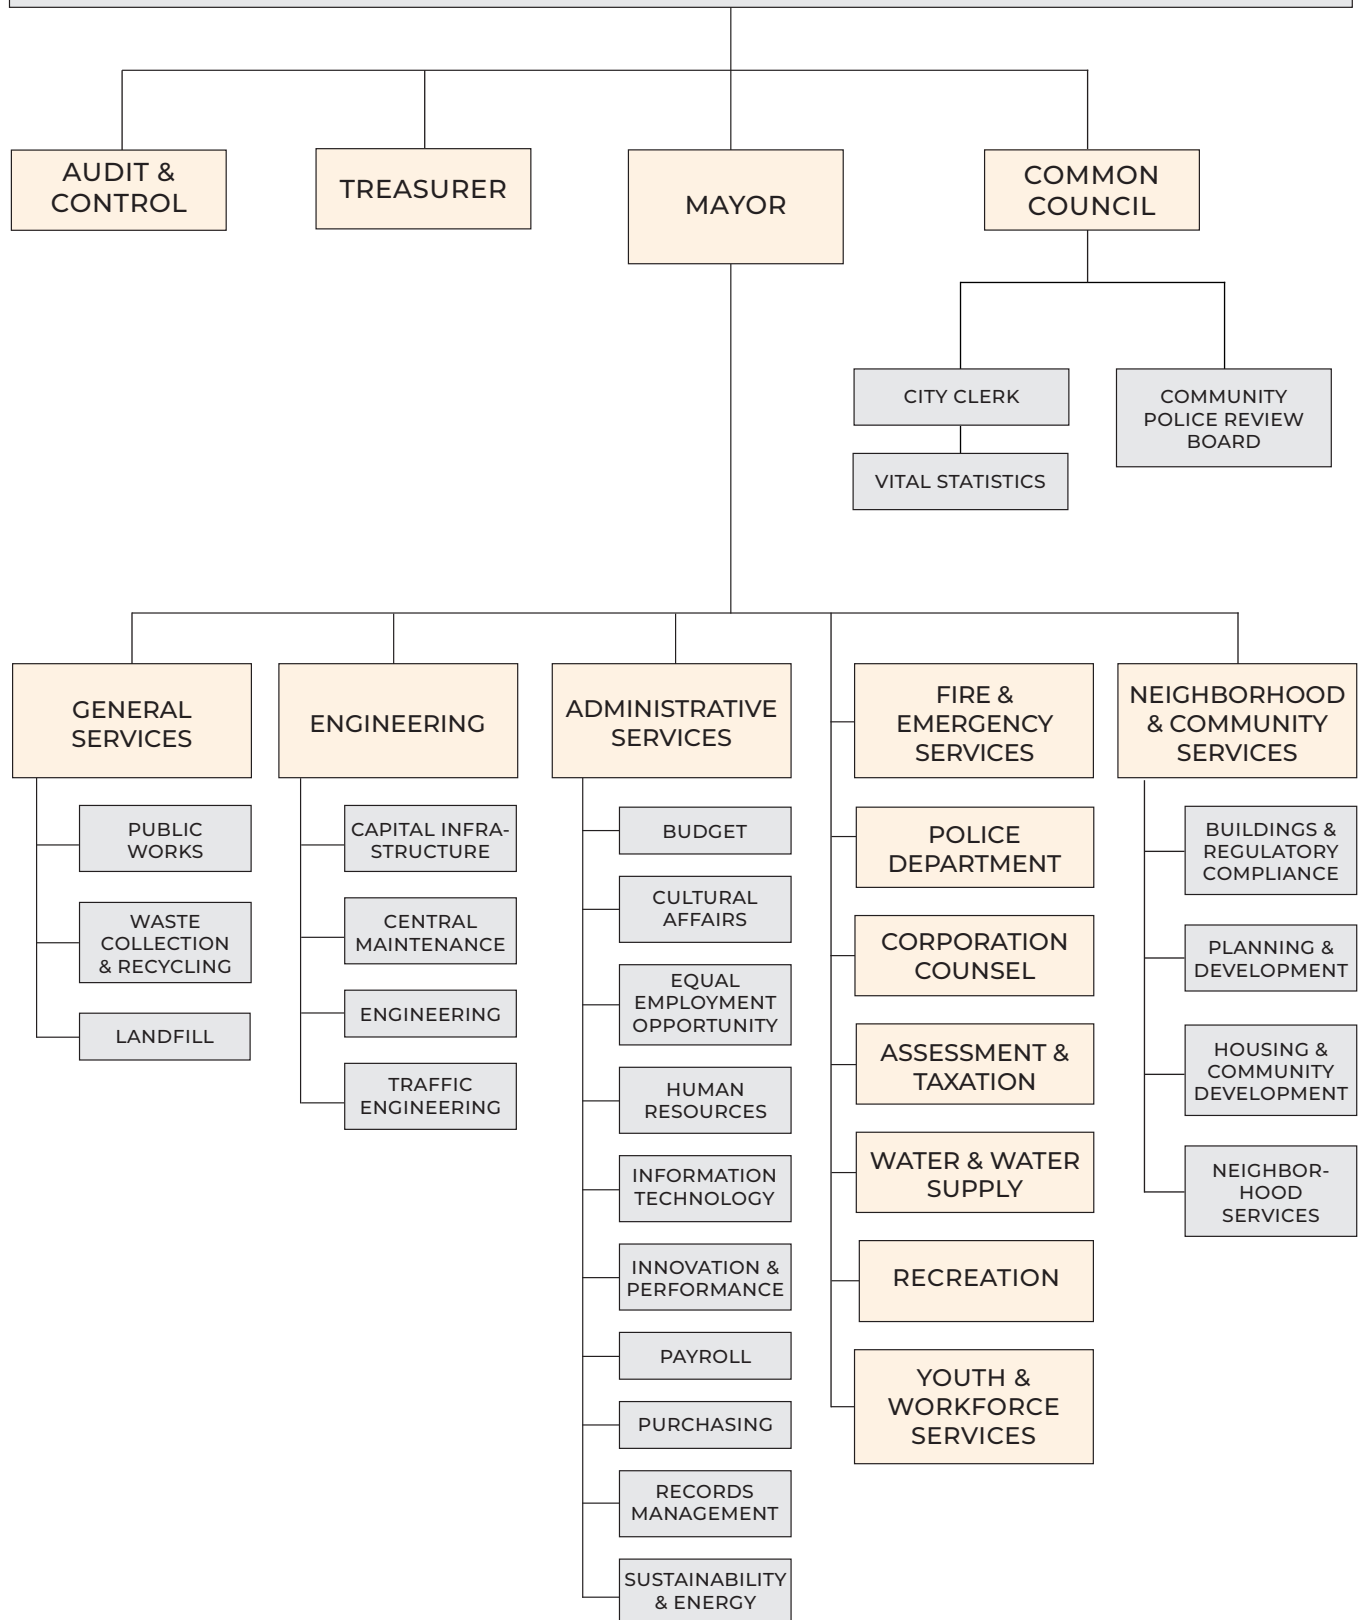 AUDIT &
CONTROL
TREASURER
MAYOR
COMMON
COUNCIL
CITY CLERK
VITAL STATISTICS
COMMUNITY
POLICE REVIEW
BOARD
GENERAL
SERVICES
PUBLIC
WORKS
WASTE
COLLECTION
& RECYCLING
LANDFILL
ENGINEERING
CAPITAL INFRA-
STRUCTURE
CENTRAL
MAINTENANCE
ENGINEERING
TRAFFIC
ENGINEERING
ADMINISTRATIVE
SERVICES
BUDGET
CULTURAL
AFFAIRS
EQUAL
EMPLOYMENT
OPPORTUNITY
HUMAN
RESOURCES
INFORMATION
TECHNOLOGY
INNOVATION &
PERFORMANCE
PAYROLL
PURCHASING
RECORDS
MANAGEMENT
SUSTAINABILITY
& ENERGY
FIRE &
EMERGENCY
SERVICES
POLICE
DEPARTMENT
CORPORATION
COUNSEL
ASSESSMENT &
TAXATION
WATER & WATER
SUPPLY
RECREATION
YOUTH &
WORKFORCE
SERVICES
NEIGHBORHOOD
& COMMUNITY
SERVICES
BUILDINGS &
REGULATORY
COMPLIANCE
PLANNING &
DEVELOPMENT
HOUSING &
COMMUNITY
DEVELOPMENT
NEIGHBOR-
HOOD
SERVICES